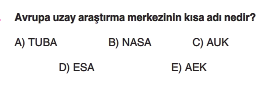 Avrupa uzay araştırma merkezinin kısa adı nedir?
A) TUBA B) NASA C) AUK
D) ESA E) AEK